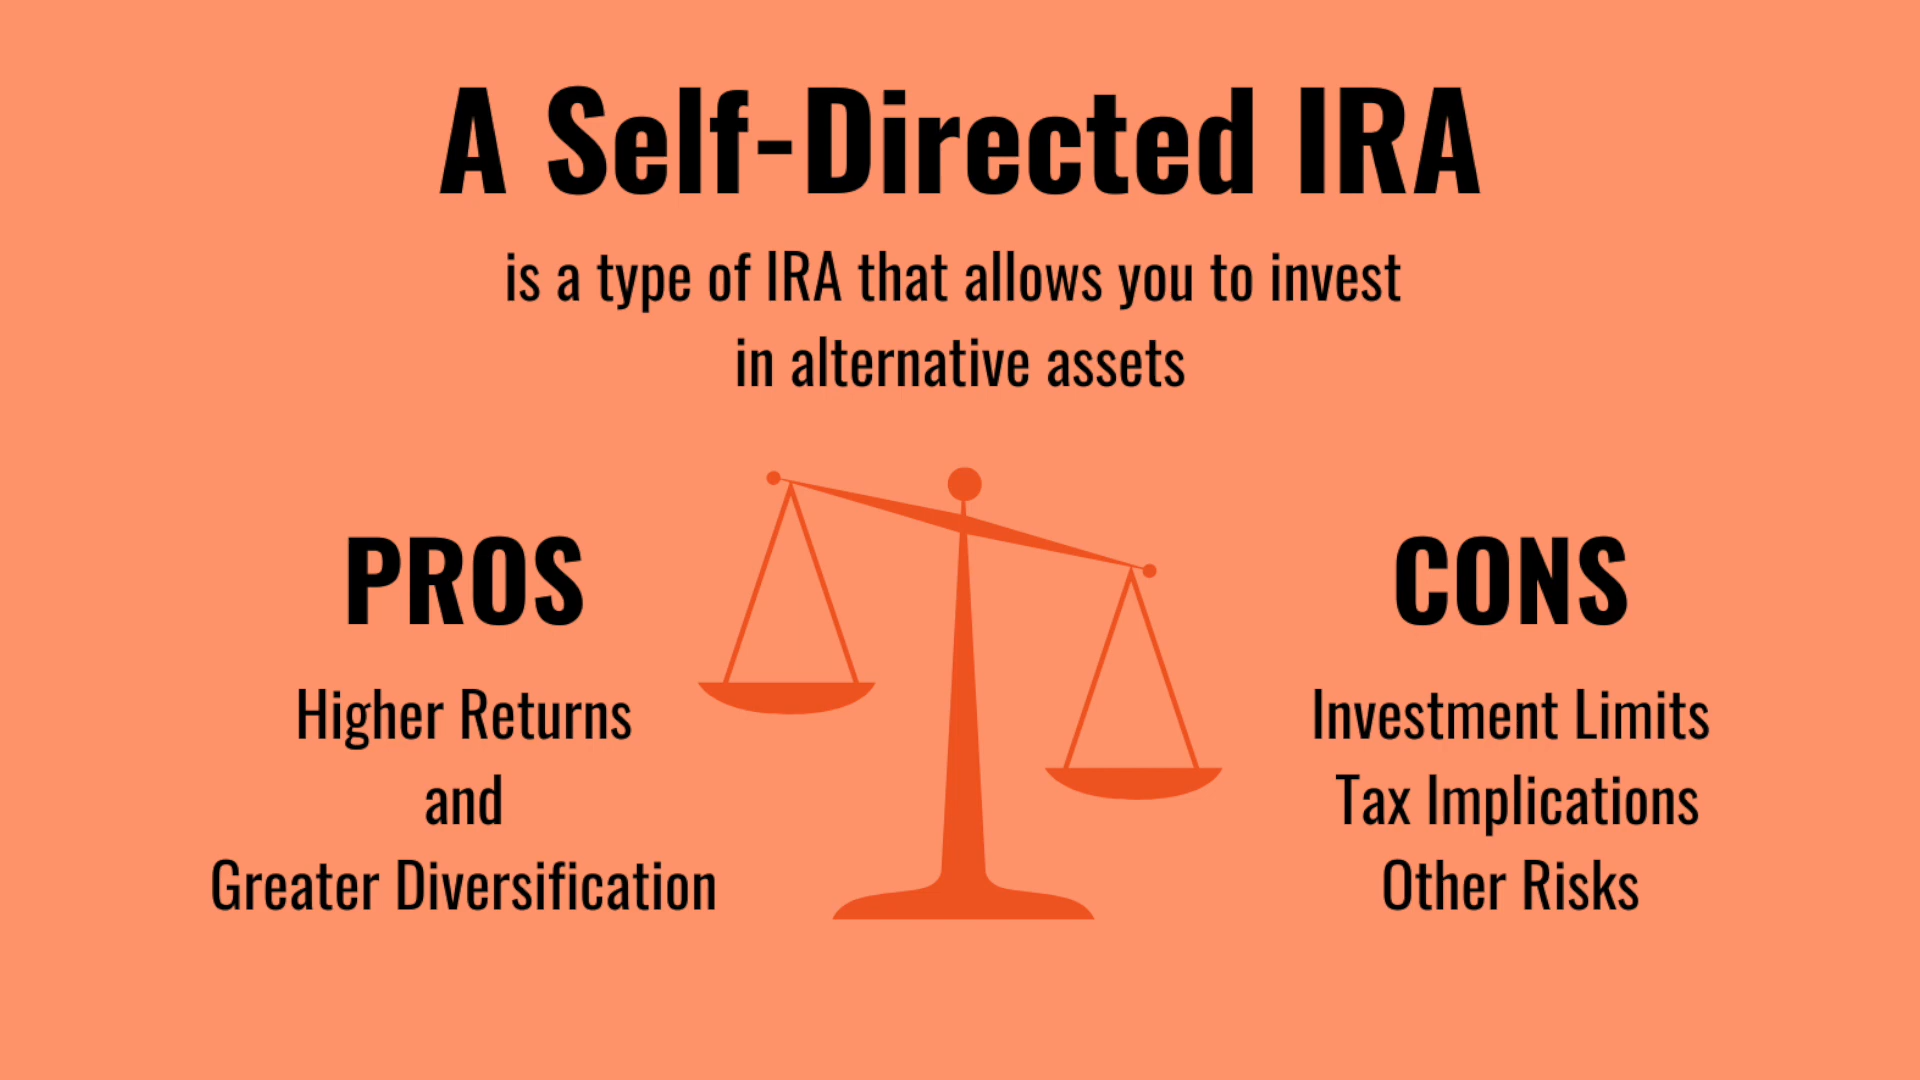 A Self-Directed IRA
is a type of IRA that allows you to invest
in alternative assets
PROS
Higher Returns
and
Greater Diversification
CONS
Investment Limits
Tax Implications
Other Risks